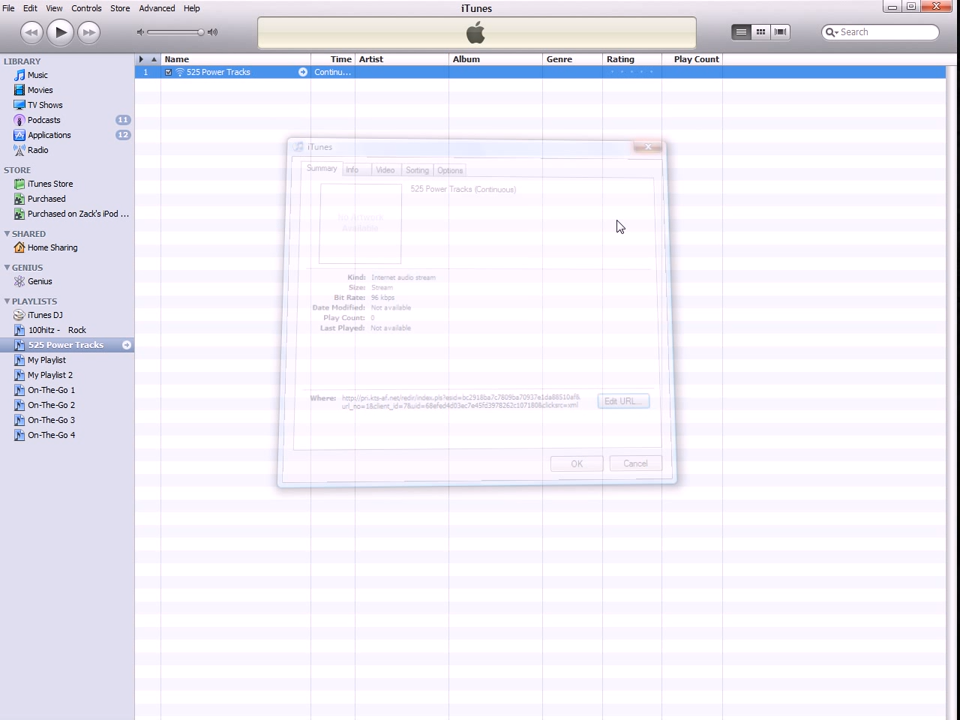 File Edit View Controls Store Advanced Help
iTunes
Search
LIBRARY
Music
Movies
TV Shows
Podcasts 11
Applications 12
Radio
STORE
iTunes Store
Purchased
Purchased on Zack's iPod ...
SHARED
Home Sharing
GENIUS
Genius
PLAYLISTS
iTunes DJ
100hitz - Rock
525 Power Tracks
My Playlist
My Playlist 2
On-The-Go 1
On-The-Go 2
On-The-Go 3
On-The-Go 4
Name Time Artist Album Genre Rating Play Count
1 525 Power Tracks Continu...
iTunes
Summary Info Video Sorting Options
525 Power Tracks (Continuous)
Available
Kind: Internet audio stream
Size: Stream
Bit Rate: 96 kbps
Date Modified: Not available
Play Count: 0
Last Played: Not available
Where:
Edit URL...
OK Cancel